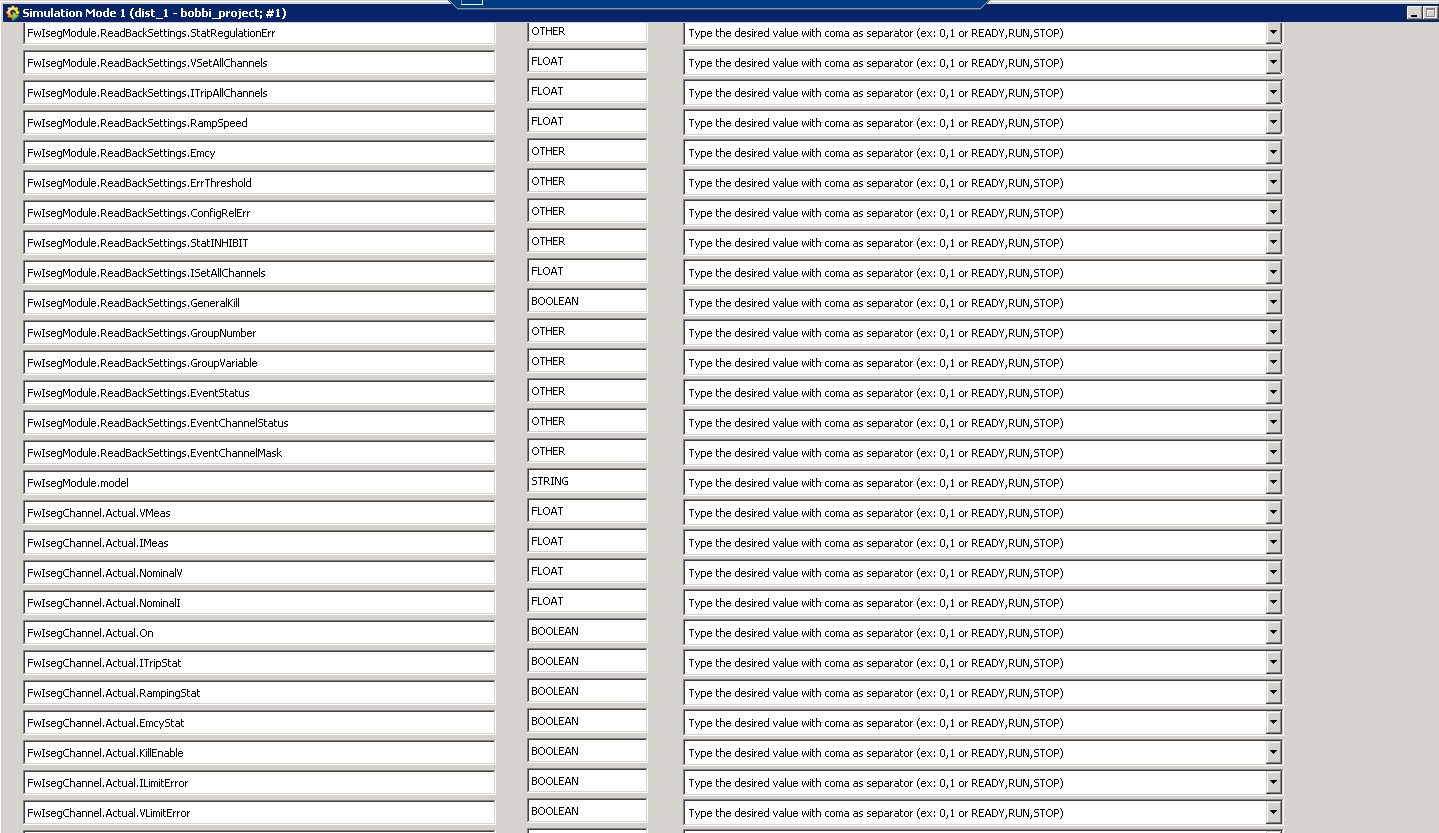 Simulation Mode 1 (dist_1 - bobbi_project; #1)
FwIsegModule.ReadBackSettings.StatRegulationErr OTHER Type the desired value with coma as separator (ex: 0,1 or READY,RUN,STOP)
FwIsegModule.ReadBackSettings.VSetAllChannels FLOAT Type the desired value with coma as separator (ex: 0,1 or READY,RUN,STOP)
FwIsegModule.ReadBackSettings.ITripAllChannels FLOAT Type the desired value with coma as separator (ex: 0,1 or READY,RUN,STOP)
FwIsegModule.ReadBackSettings.RampSpeed FLOAT Type the desired value with coma as separator (ex: 0,1 or READY,RUN,STOP)
FwIsegModule.ReadBackSettings.Emcy OTHER Type the desired value with coma as separator (ex: 0,1 or READY,RUN,STOP)
FwIsegModule.ReadBackSettings.ErrThreshold OTHER Type the desired value with coma as separator (ex: 0,1 or READY,RUN,STOP)
FwIsegModule.ReadBackSettings.ConfigRelErr OTHER Type the desired value with coma as separator (ex: 0,1 or READY,RUN,STOP)
FwIsegModule.ReadBackSettings.StatINHIBIT OTHER Type the desired value with coma as separator (ex: 0,1 or READY,RUN,STOP)
FwIsegModule.ReadBackSettings.ISetAllChannels FLOAT Type the desired value with coma as separator (ex: 0,1 or READY,RUN,STOP)
FwIsegModule.ReadBackSettings.GeneralKill BOOLEAN Type the desired value with coma as separator (ex: 0,1 or READY,RUN,STOP)
FwIsegModule.ReadBackSettings.GroupNumber OTHER Type the desired value with coma as separator (ex: 0,1 or READY,RUN,STOP)
FwIsegModule.ReadBackSettings.GroupVariable OTHER Type the desired value with coma as separator (ex: 0,1 or READY,RUN,STOP)
FwIsegModule.ReadBackSettings.EventStatus OTHER Type the desired value with coma as separator (ex: 0,1 or READY,RUN,STOP)
FwIsegModule.ReadBackSettings.EventChannelStatus OTHER Type the desired value with coma as separator (ex: 0,1 or READY,RUN,STOP)
FwIsegModule.ReadBackSettings.EventChannelMask OTHER Type the desired value with coma as separator (ex: 0,1 or READY,RUN,STOP)
FwIsegModule.model STRING Type the desired value with coma as separator (ex: 0,1 or READY,RUN,STOP)
FwIsegChannel.Actual.VMeas FLOAT Type the desired value with coma as separator (ex: 0,1 or READY,RUN,STOP)
FwIsegChannel.Actual.IMeas FLOAT Type the desired value with coma as separator (ex: 0,1 or READY,RUN,STOP)
FwIsegChannel.Actual.NominalV FLOAT Type the desired value with coma as separator (ex: 0,1 or READY,RUN,STOP)
FwIsegChannel.Actual.NominalI FLOAT Type the desired value with coma as separator (ex: 0,1 or READY,RUN,STOP)
FwIsegChannel.Actual.On BOOLEAN Type the desired value with coma as separator (ex: 0,1 or READY,RUN,STOP)
FwIsegChannel.Actual.ITripStat BOOLEAN Type the desired value with coma as separator (ex: 0,1 or READY,RUN,STOP)
FwIsegChannel.Actual.RampingStat BOOLEAN Type the desired value with coma as separator (ex: 0,1 or READY,RUN,STOP)
FwIsegChannel.Actual.EmcyStat BOOLEAN Type the desired value with coma as separator (ex: 0,1 or READY,RUN,STOP)
FwIsegChannel.Actual.KillEnable BOOLEAN Type the desired value with coma as separator (ex: 0,1 or READY,RUN,STOP)
FwIsegChannel.Actual.ILimitError BOOLEAN Type the desired value with coma as separator (ex: 0,1 or READY,RUN,STOP)
FwIsegChannel.Actual.VLimitError BOOLEAN Type the desired value with coma as separator (ex: 0,1 or READY,RUN,STOP)